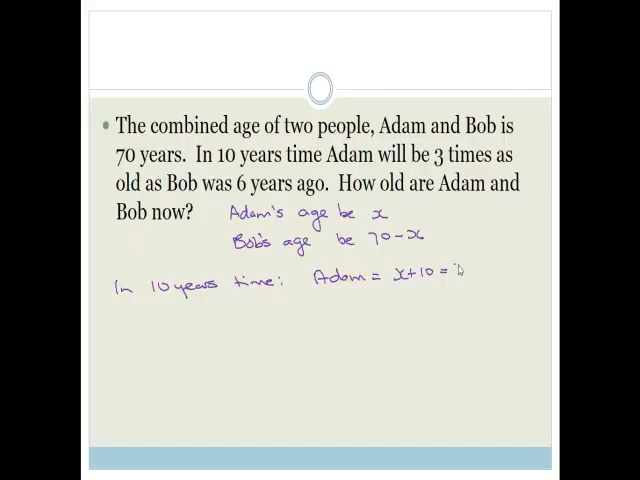 • The combined age of two people, Adam and Bob is
70 years. In 10 years time Adam will be 3 times as
old as Bob was 6 years ago. How old are Adam and
Bob now? Adam's age be x
Bob's age be 70-x
In 10 years time: Adam = x+10 =